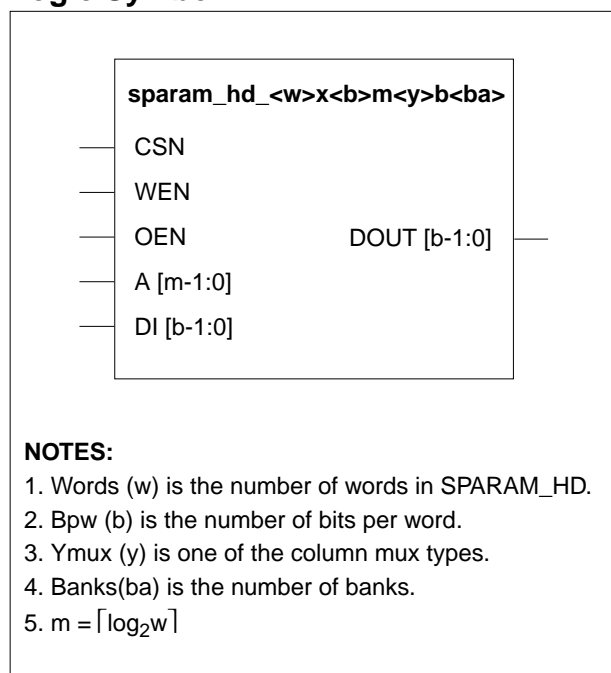 sparam_hd_<w>x<b>m<y>b<ba>
CSN
WEN
OEN
DOUT [b-1:0]
A [m-1:0]
DI [b-1:0]
NOTES:
1. Words (w) is the number of words in SPARAM_HD.
2. Bpw (b) is the number of bits per word.
3. Ymux (y) is one of the column mux types.
4. Banks(ba) is the number of banks.
5. m = ⌈log₂w⌉